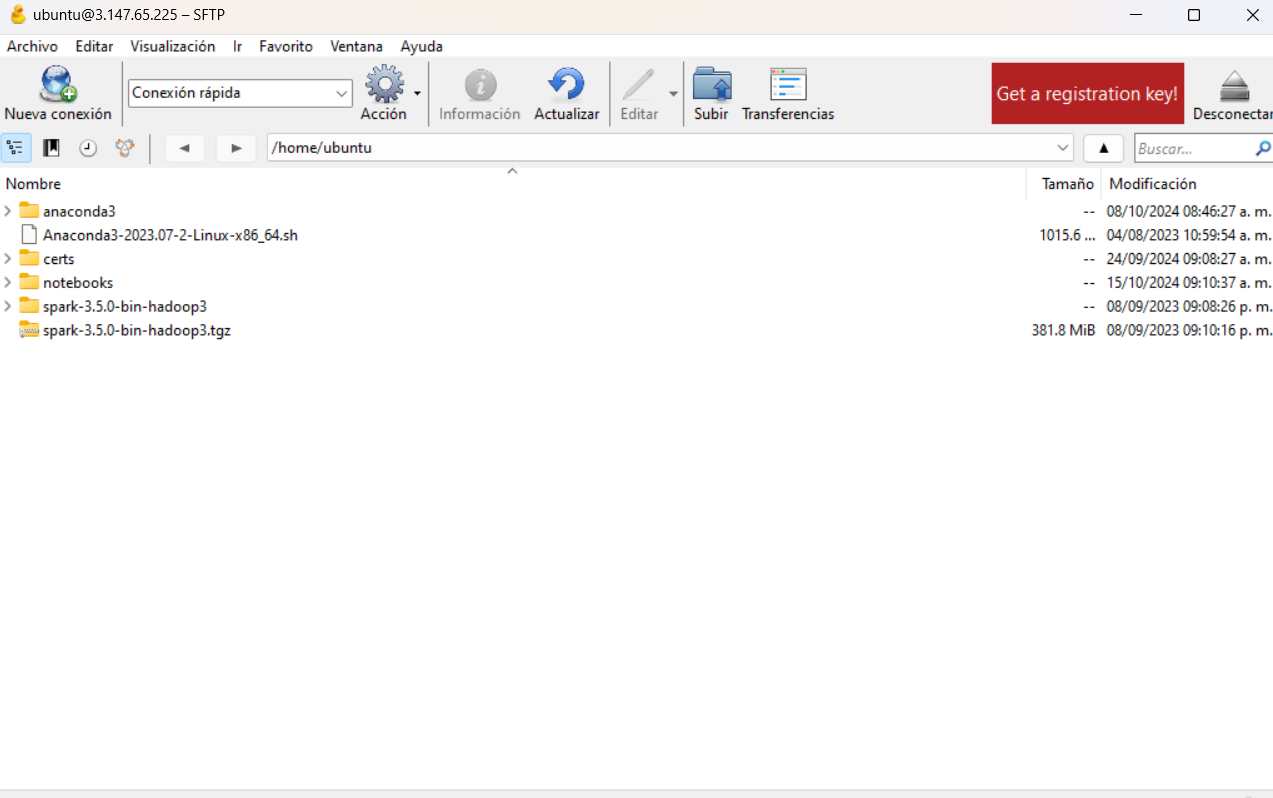 ubuntu@3.147.65.225 – SFTP
Archivo Editar Visualización Ir Favorito Ventana Ayuda
Nueva conexión Conexión rápida Acción Información Actualizar Editar Subir Transferencias Get a registration key! Desconectar
/home/ubuntu Buscar...
Nombre Tamaño Modificación
anaconda3 -- 08/10/2024 08:46:27 a. m.
Anaconda3-2023.07-2-Linux-x86_64.sh 1015.6 ... 04/08/2023 10:59:54 a. m.
certs -- 24/09/2024 09:08:27 a. m.
notebooks -- 15/10/2024 09:10:37 a. m.
spark-3.5.0-bin-hadoop3 -- 08/09/2023 09:08:26 p. m.
spark-3.5.0-bin-hadoop3.tgz 381.8 MiB 08/09/2023 09:10:16 p. m.